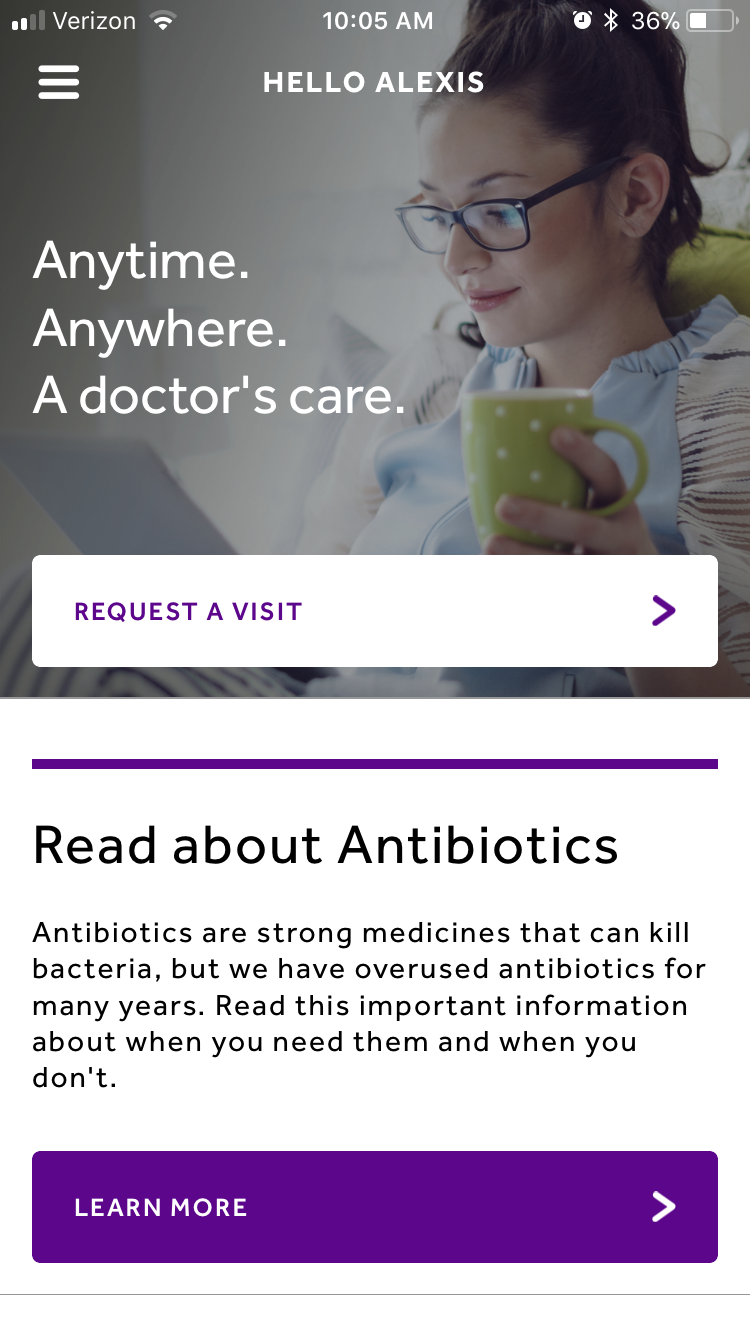 Verizon 10:05 AM 36%
HELLO ALEXIS
Anytime.
Anywhere.
A doctor's care.
REQUEST A VISIT
Read about Antibiotics
Antibiotics are strong medicines that can kill
bacteria, but we have overused antibiotics for
many years. Read this important information
about when you need them and when you
don't.
LEARN MORE